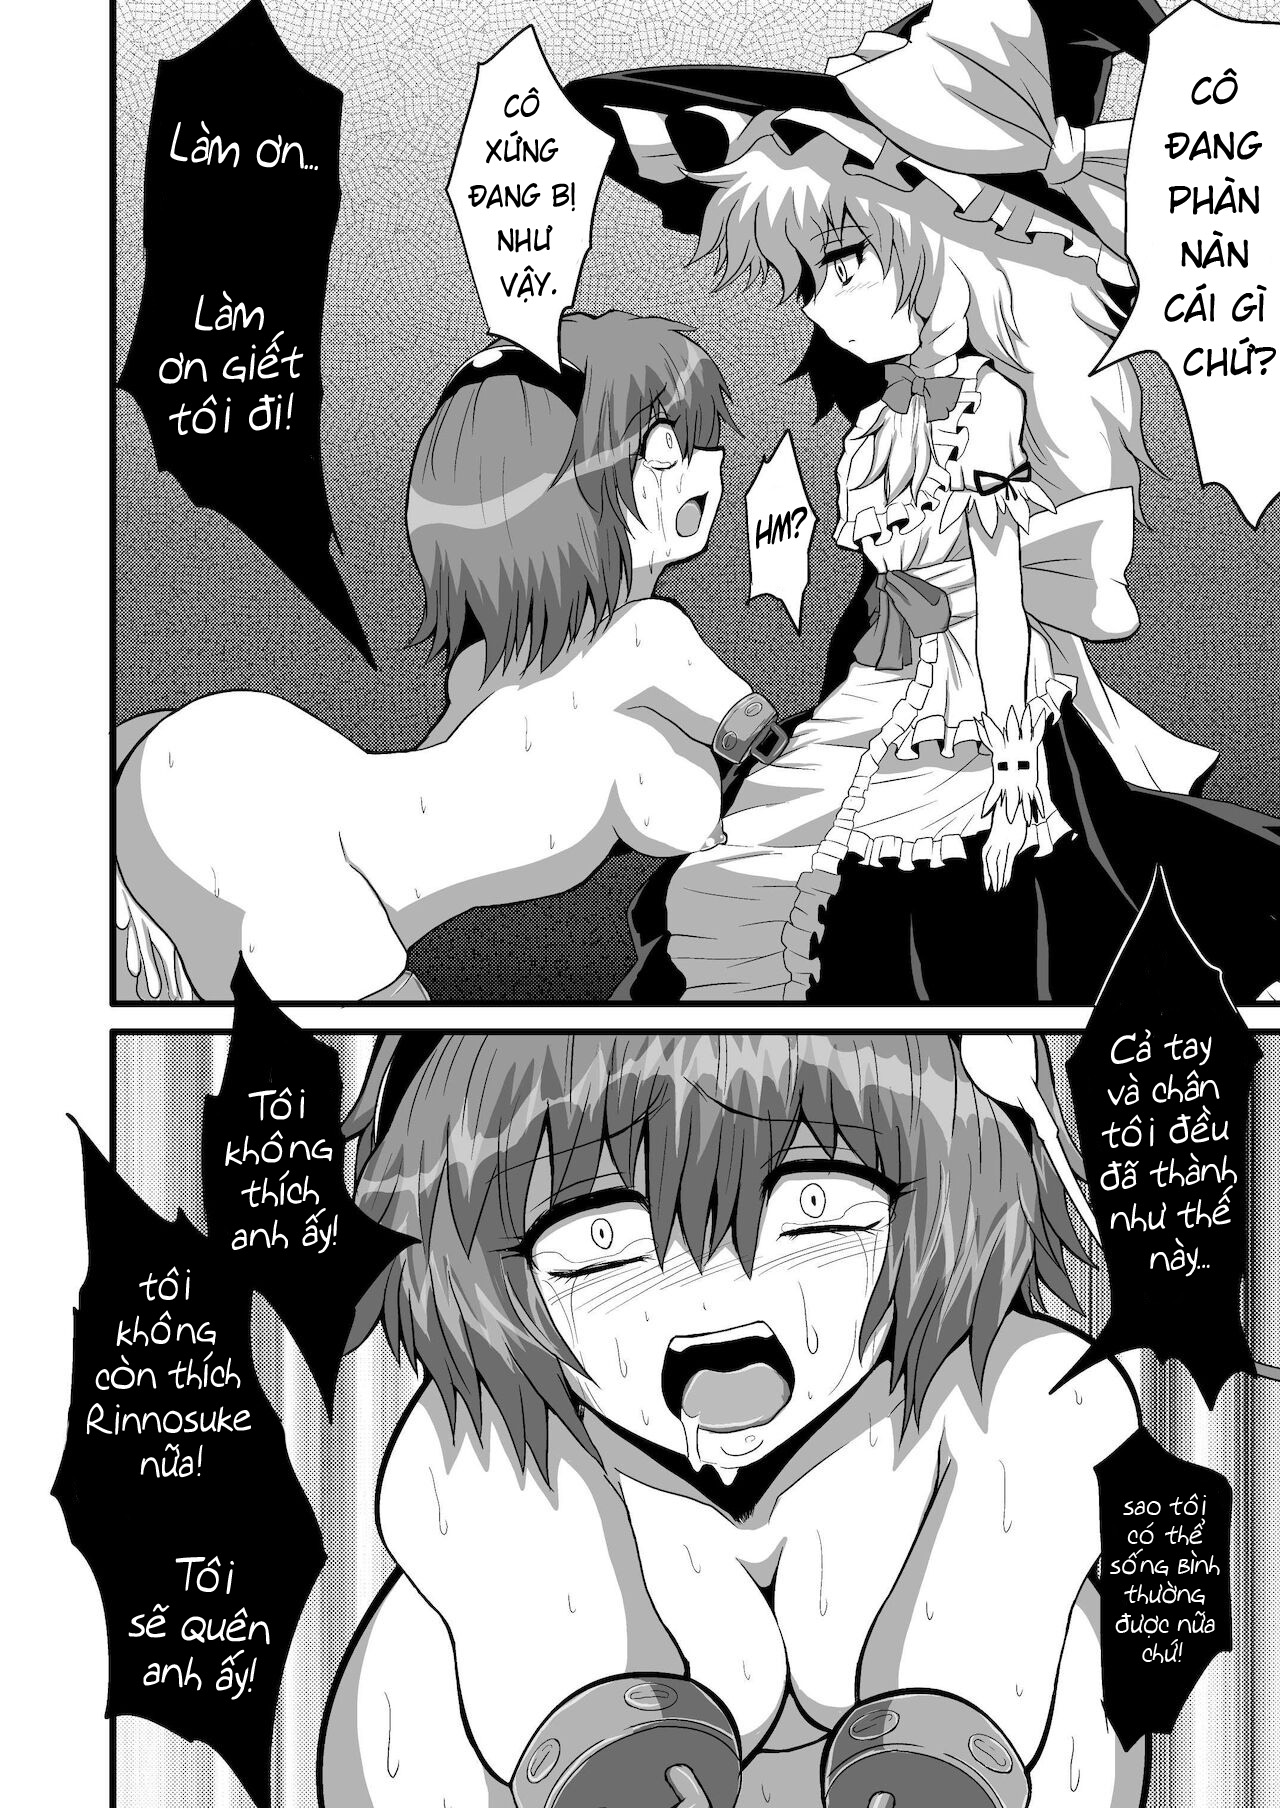 CÔ
ĐANG
PHÀN
NÀN
CÁI GÌ
CHỨ?
CÔ
XỨNG
ĐANG BỊ
NHƯ
VẬY.
HM?
Làm ơn...
Làm
ơn giết
tôi đi!
Cả tay
và chân
tôi đều
đã thành
như thế
này...
sao tôi
có thể
sống bình
thường
được nữa
chứ!
Tôi
không
thích
anh ấy!
tôi
không
còn thích
Rinnosuke
nữa!
Tôi
sẽ quên
anh ấy!